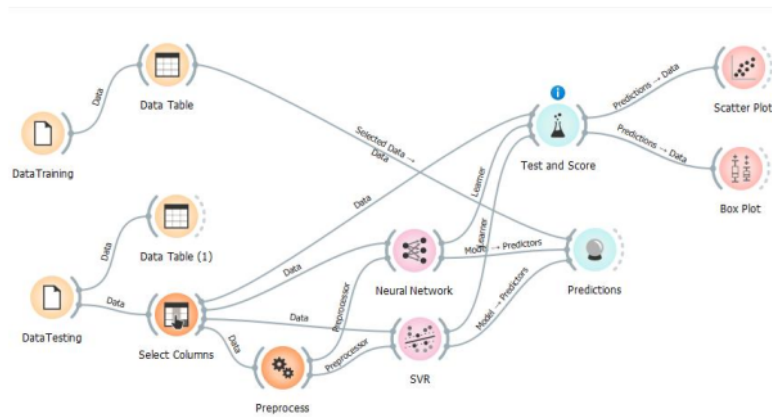 Data
Data Table
DataTraining
Selected Data →
Data
Predictions → Data
Scatter Plot
i
Test and Score
Predictions → Data
Box Plot
Data
Data
Data Table (1)
Data
Learner
Learner
Neural Network
Model → Predictors
Predictions
DataTesting
Data
Select Columns
Data
Data
Preprocessor
Preprocessor
Preprocess
SVR
Model → Predictors